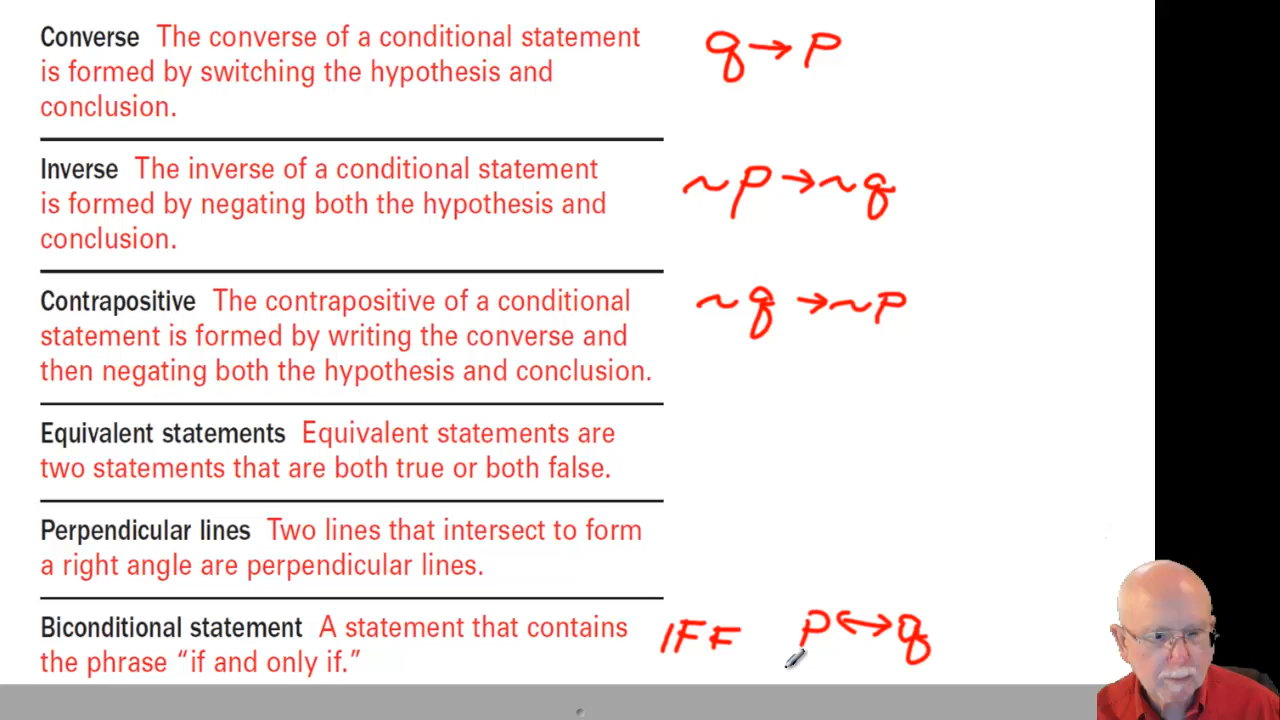 Converse The converse of a conditional statement q → p
is formed by switching the hypothesis and
conclusion.
Inverse The inverse of a conditional statement ~p → ~q
is formed by negating both the hypothesis and
conclusion.
Contrapositive The contrapositive of a conditional ~q → ~p
statement is formed by writing the converse and
then negating both the hypothesis and conclusion.
Equivalent statements Equivalent statements are
two statements that are both true or both false.
Perpendicular lines Two lines that intersect to form
a right angle are perpendicular lines.
Biconditional statement A statement that contains IFF p ↔ q
the phrase “if and only if.”